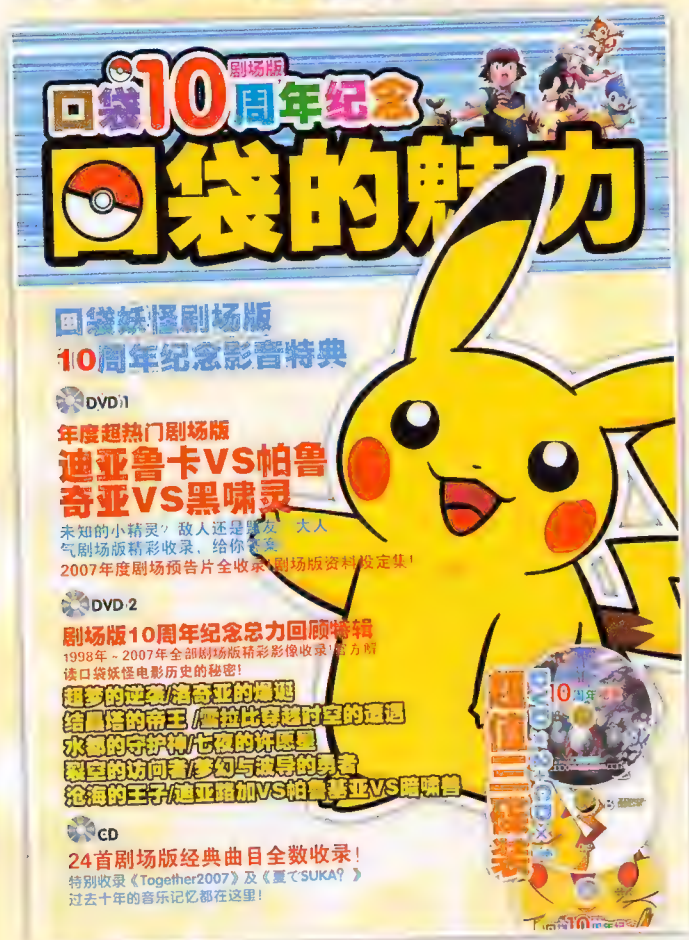 剧场版
口袋10周年纪念
口袋的魅力
口袋妖怪剧场版
10周年纪念影音特典
DVD 1
年度超热门剧场版
迪亚鲁卡VS帕鲁
奇亚VS黑啸灵
未知的小精灵？敌人还是朋友 大人
气剧场版精彩收录，给你答案
2007年度剧场预告片全收录/剧场版资料设定集！
DVD 2
剧场版10周年纪念总力回顾特辑
1998年～2007年全部剧场版精彩影像收录！官方解
读口袋妖怪电影历史的秘密！
超梦的逆袭/洛奇亚的爆诞
结晶塔的帝王/雪拉比穿越时空的遭遇
水都的守护神/七夜的许愿星
裂空的访问者/梦幻与波导的勇者
沧海的王子/迪亚路加VS帕鲁基亚VS暗啸兽
CD
24首剧场版经典曲目全数收录！
特别收录《Together2007》及《夏てSUKA？》
过去十年的音乐记忆都在这里！
超值三碟装
DVD×2+CD×1
10周年